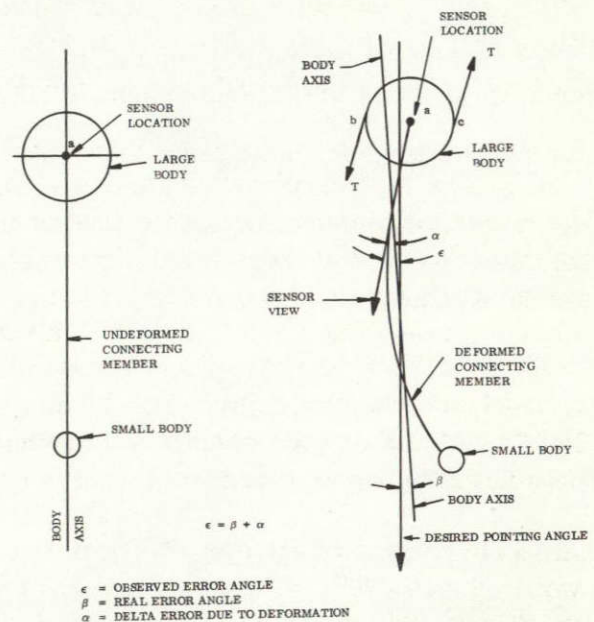 a
SENSOR
LOCATION
LARGE
BODY
UNDEFORMED
CONNECTING
MEMBER
SMALL BODY
BODY
AXIS
ε = β + α
SENSOR
LOCATION
BODY
AXIS
T
a
b
c
T
LARGE
BODY
α
ε
SENSOR
VIEW
DEFORMED
CONNECTING
MEMBER
SMALL BODY
β
BODY AXIS
DESIRED POINTING ANGLE
ε = OBSERVED ERROR ANGLE
β = REAL ERROR ANGLE
α = DELTA ERROR DUE TO DEFORMATION